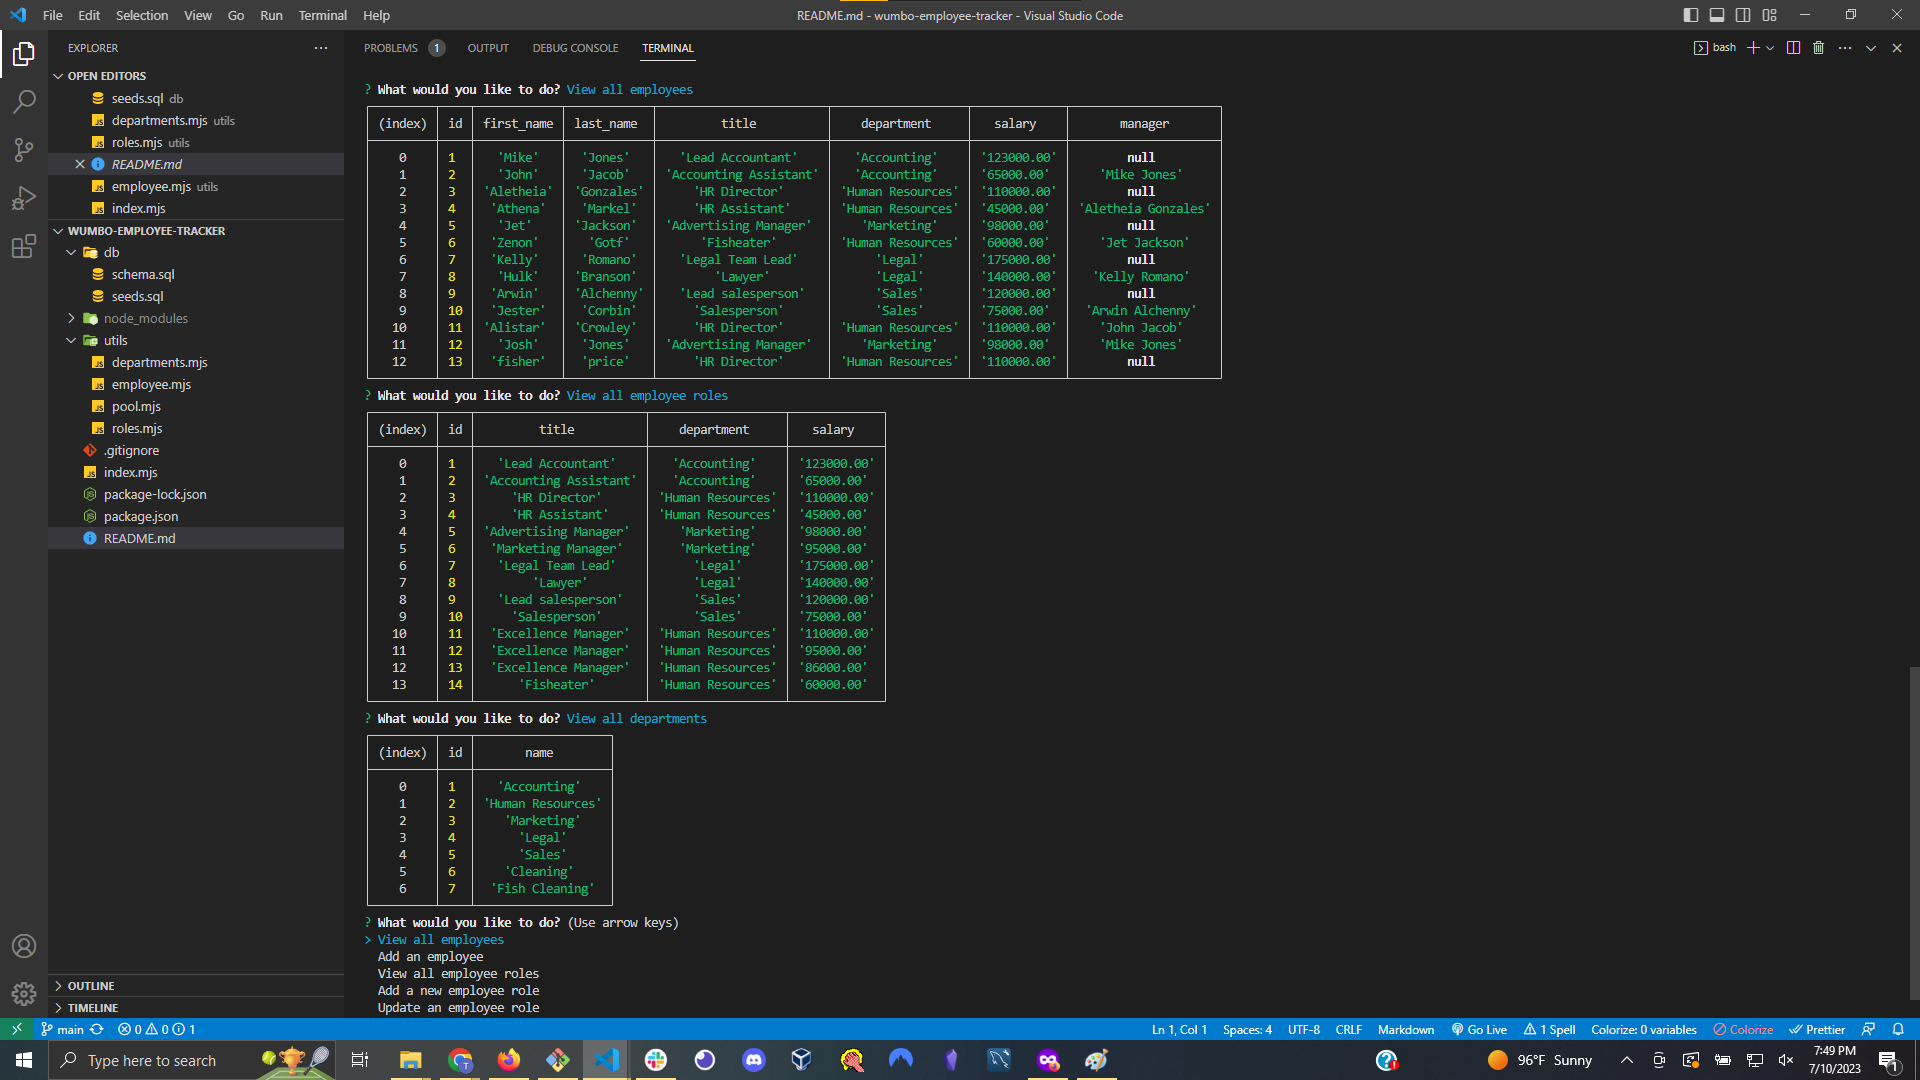 File Edit Selection View Go Run Terminal Help
README.md - wumbo-employee-tracker - Visual Studio Code
EXPLORER
OPEN EDITORS
seeds.sql db
departments.mjs utils
roles.mjs utils
README.md
employee.mjs utils
index.mjs
WUMBO-EMPLOYEE-TRACKER
db
schema.sql
seeds.sql
node_modules
utils
departments.mjs
employee.mjs
pool.mjs
roles.mjs
.gitignore
index.mjs
package-lock.json
package.json
README.md
OUTLINE
TIMELINE
PROBLEMS 1 OUTPUT DEBUG CONSOLE TERMINAL
bash
? What would you like to do? View all employees
(index) id first_name last_name title department salary manager
0 1 'Mike' 'Jones' 'Lead Accountant' 'Accounting' '123000.00' null
1 2 'John' 'Jacob' 'Accounting Assistant' 'Accounting' '65000.00' 'Mike Jones'
2 3 'Aletheia' 'Gonzales' 'HR Director' 'Human Resources' '110000.00' null
3 4 'Athena' 'Markel' 'HR Assistant' 'Human Resources' '45000.00' 'Aletheia Gonzales'
4 5 'Jet' 'Jackson' 'Advertising Manager' 'Marketing' '98000.00' null
5 6 'Zenon' 'Gotf' 'Fisheater' 'Human Resources' '60000.00' 'Jet Jackson'
6 7 'Kelly' 'Romano' 'Legal Team Lead' 'Legal' '175000.00' null
7 8 'Hulk' 'Branson' 'Lawyer' 'Legal' '140000.00' 'Kelly Romano'
8 9 'Arwin' 'Alchenny' 'Lead salesperson' 'Sales' '120000.00' null
9 10 'Jester' 'Corbin' 'Salesperson' 'Sales' '75000.00' 'Arwin Alchenny'
10 11 'Alistar' 'Crowley' 'HR Director' 'Human Resources' '110000.00' 'John Jacob'
11 12 'Josh' 'Jones' 'Advertising Manager' 'Marketing' '98000.00' 'Mike Jones'
12 13 'fisher' 'price' 'HR Director' 'Human Resources' '110000.00' null
? What would you like to do? View all employee roles
(index) id title department salary
0 1 'Lead Accountant' 'Accounting' '123000.00'
1 2 'Accounting Assistant' 'Accounting' '65000.00'
2 3 'HR Director' 'Human Resources' '110000.00'
3 4 'HR Assistant' 'Human Resources' '45000.00'
4 5 'Advertising Manager' 'Marketing' '98000.00'
5 6 'Marketing Manager' 'Marketing' '95000.00'
6 7 'Legal Team Lead' 'Legal' '175000.00'
7 8 'Lawyer' 'Legal' '140000.00'
8 9 'Lead salesperson' 'Sales' '120000.00'
9 10 'Salesperson' 'Sales' '75000.00'
10 11 'Excellence Manager' 'Human Resources' '110000.00'
11 12 'Excellence Manager' 'Human Resources' '95000.00'
12 13 'Excellence Manager' 'Human Resources' '86000.00'
13 14 'Fisheater' 'Human Resources' '60000.00'
? What would you like to do? View all departments
(index) id name
0 1 'Accounting'
1 2 'Human Resources'
2 3 'Marketing'
3 4 'Legal'
4 5 'Sales'
5 6 'Cleaning'
6 7 'Fish Cleaning'
? What would you like to do? (Use arrow keys)
> View all employees
Add an employee
View all employee roles
Add a new employee role
Update an employee role
main 0 0 1 Ln 1, Col 1 Spaces: 4 UTF-8 CRLF Markdown Go Live 1 Spell Colorize: 0 variables Colorize Prettier
Type here to search
96°F Sunny
7:49 PM
7/10/2023
1